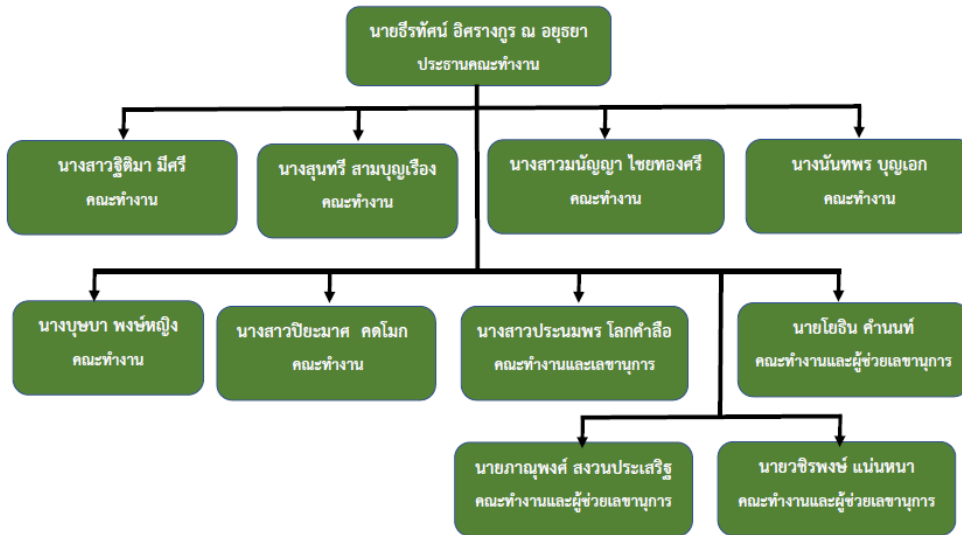 นายธีรทัศน์ อิศรางกูร ณ อยุธยา
ประธานคณะทำงาน
นางสาวฐิติมา มีศรี
คณะทำงาน
นางสุนทรี สามบุญเรือง
คณะทำงาน
นางสาวมนัญญา ไชยทองศรี
คณะทำงาน
นางนันทพร บุญเอก
คณะทำงาน
นางบุษบา พงษ์หญิง
คณะทำงาน
นางสาวปิยะมาศ คดโมก
คณะทำงาน
นางสาวประนมพร โลกคำลือ
คณะทำงานและเลขานุการ
นายโยธิน คำนนท์
คณะทำงานและผู้ช่วยเลขานุการ
นายภาณุพงศ์ สงวนประเสริฐ
คณะทำงานและผู้ช่วยเลขานุการ
นายวชิรพงษ์ แน่นหนา
คณะทำงานและผู้ช่วยเลขานุการ